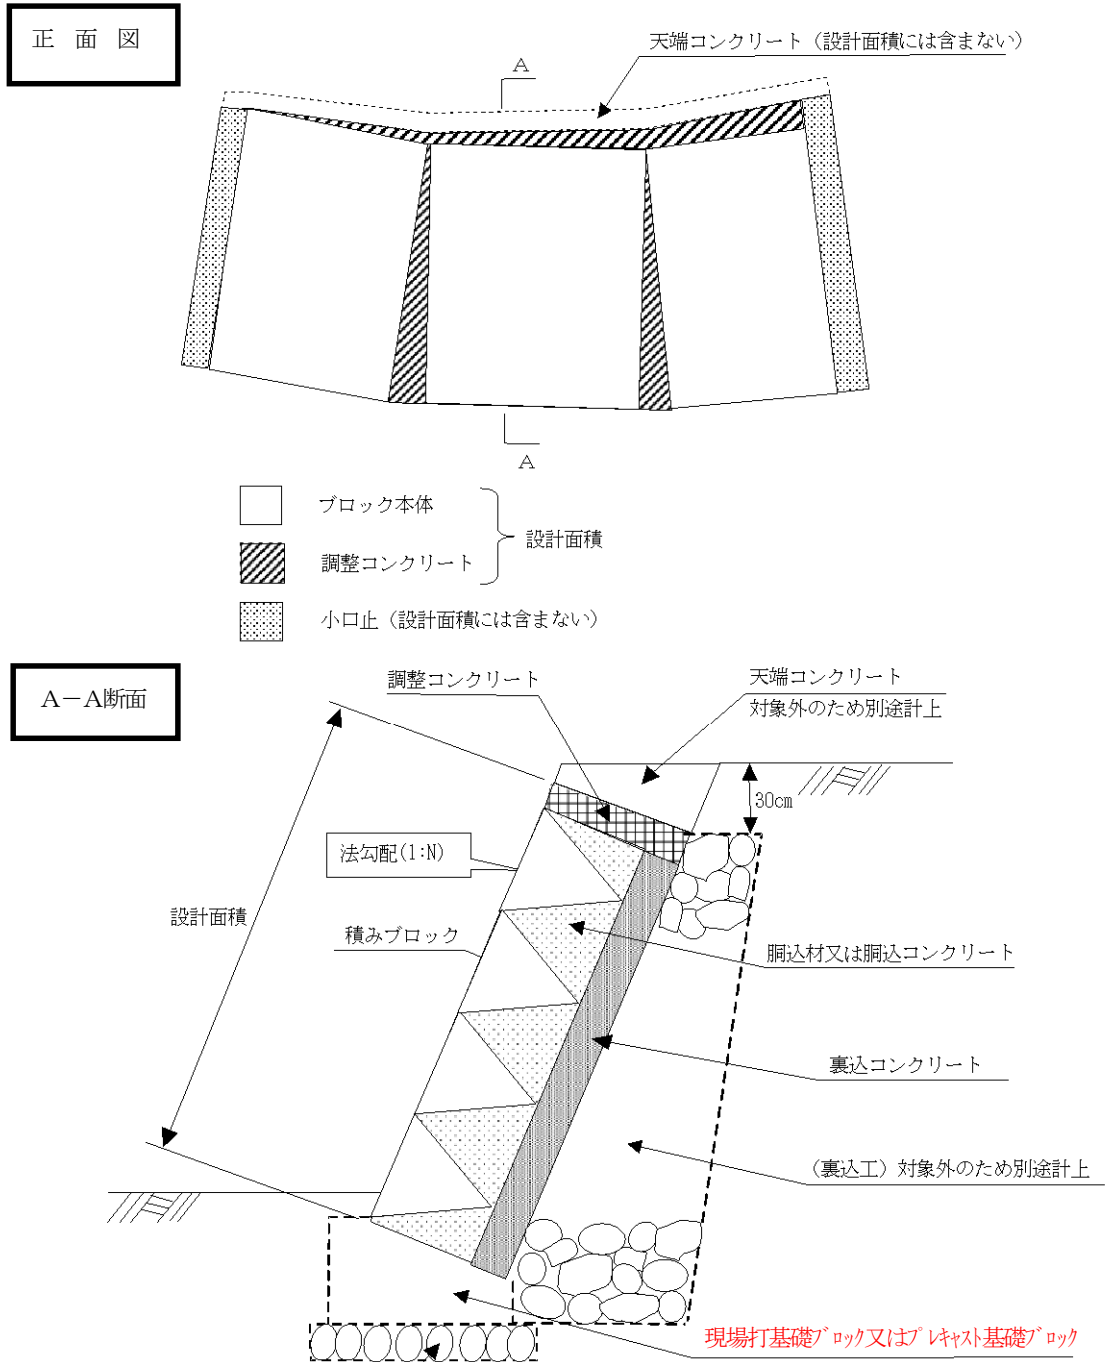 正 面 図
天端コンクリート（設計面積には含まない）
A
A
ブロック本体
調整コンクリート
設計面積
小口止（設計面積には含まない）
A－A断面
調整コンクリート
天端コンクリート
対象外のため別途計上
30cm
法勾配(1:N)
設計面積
積みブロック
胴込材又は胴込コンクリート
裏込コンクリート
（裏込工）対象外のため別途計上
現場打基礎ブロック又はプレキャスト基礎ブロック